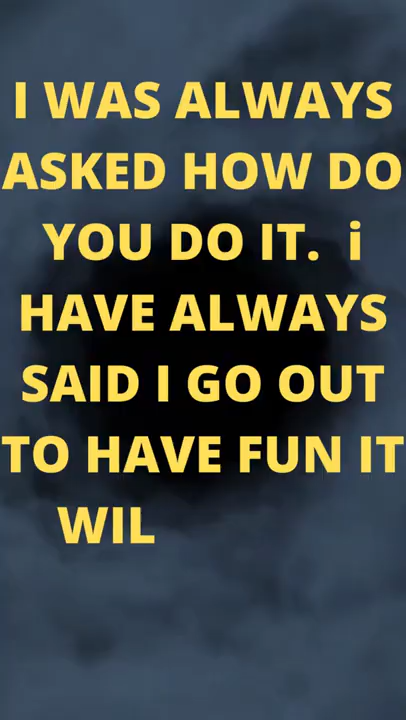 I WAS ALWAYS
ASKED HOW DO
YOU DO IT.  i
HAVE ALWAYS
SAID I GO OUT
TO HAVE FUN IT
WIL